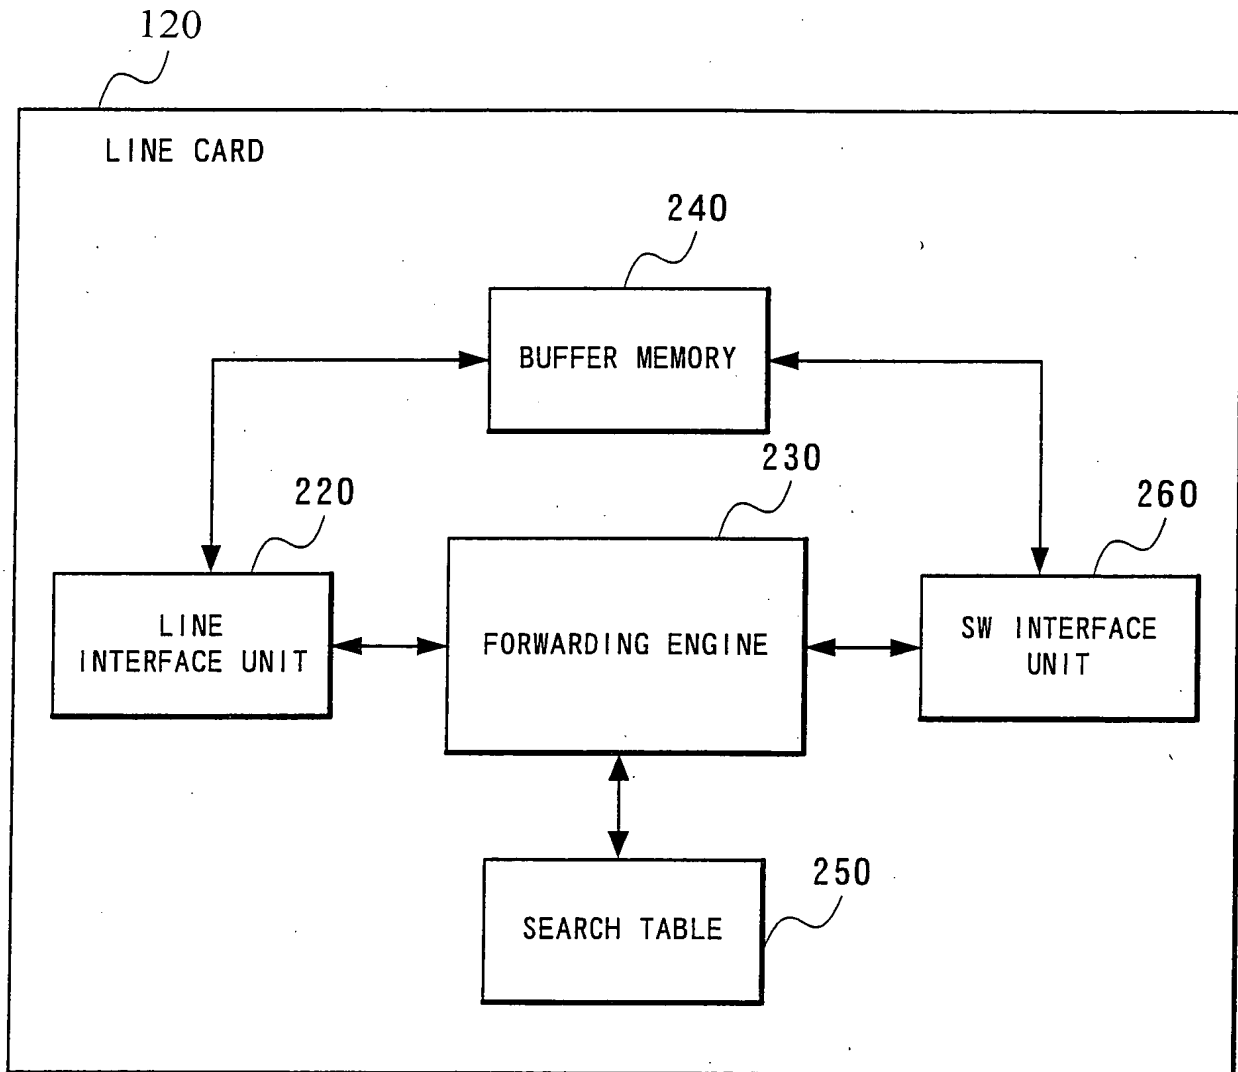 120
LINE CARD
240
BUFFER MEMORY
230
220
260
LINE
INTERFACE UNIT
FORWARDING ENGINE
SW INTERFACE
UNIT
250
SEARCH TABLE